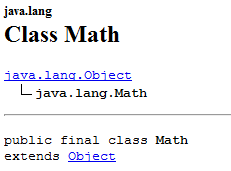 java.lang
Class Math
java.lang.Object
java.lang.Math
public final class Math
extends Object